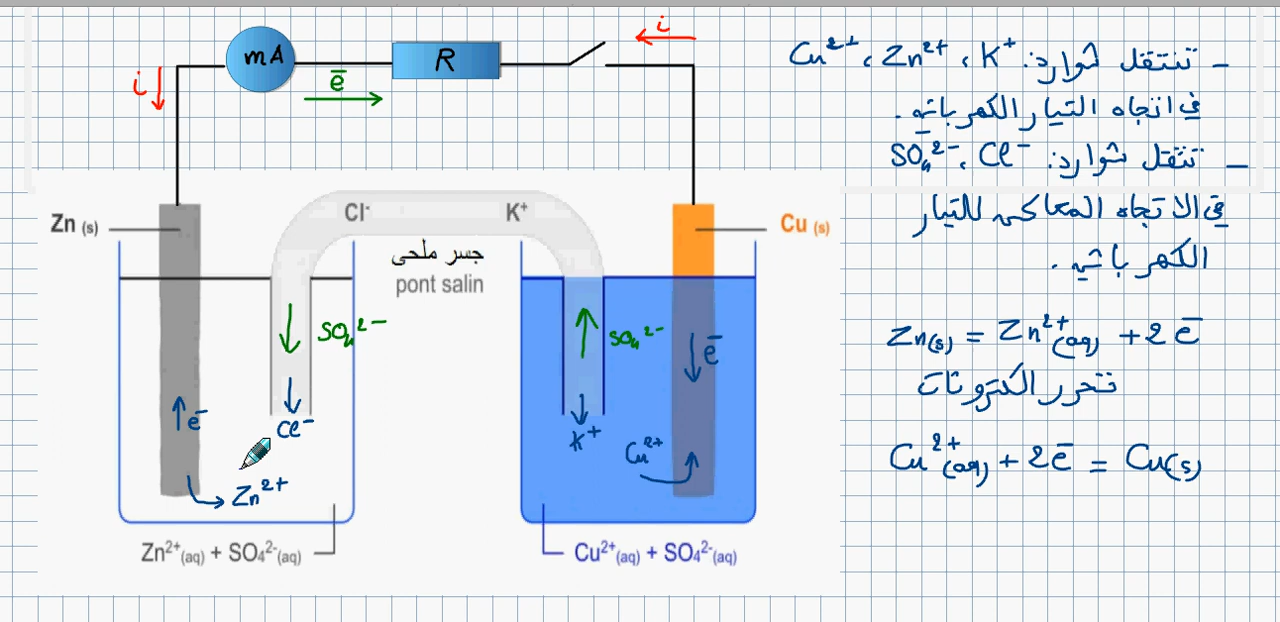 i
mA
R
i
e̅
Zn (s)
Cl⁻
K⁺
Cu (s)
جسر ملحي
pont salin
SO₄²⁻
SO₄²⁻
e̅
e̅
Cl⁻
K⁺
Cu²⁺
Zn²⁺
Zn²⁺(aq) + SO₄²⁻(aq)
Cu²⁺(aq) + SO₄²⁻(aq)
- تنتقل شوارد: K⁺ ، Zn²⁺ ، Cu²⁺
في اتجاه التيار الكهربائي .
- تنتقل شوارد: Cl⁻ ، SO₄²⁻
في الاتجاه المعاكس للتيار
الكهربائي .
Zn(s) = Zn²⁺(aq) + 2e̅
تتحرر الكترونات
Cu²⁺(aq) + 2e̅ = Cu(s)